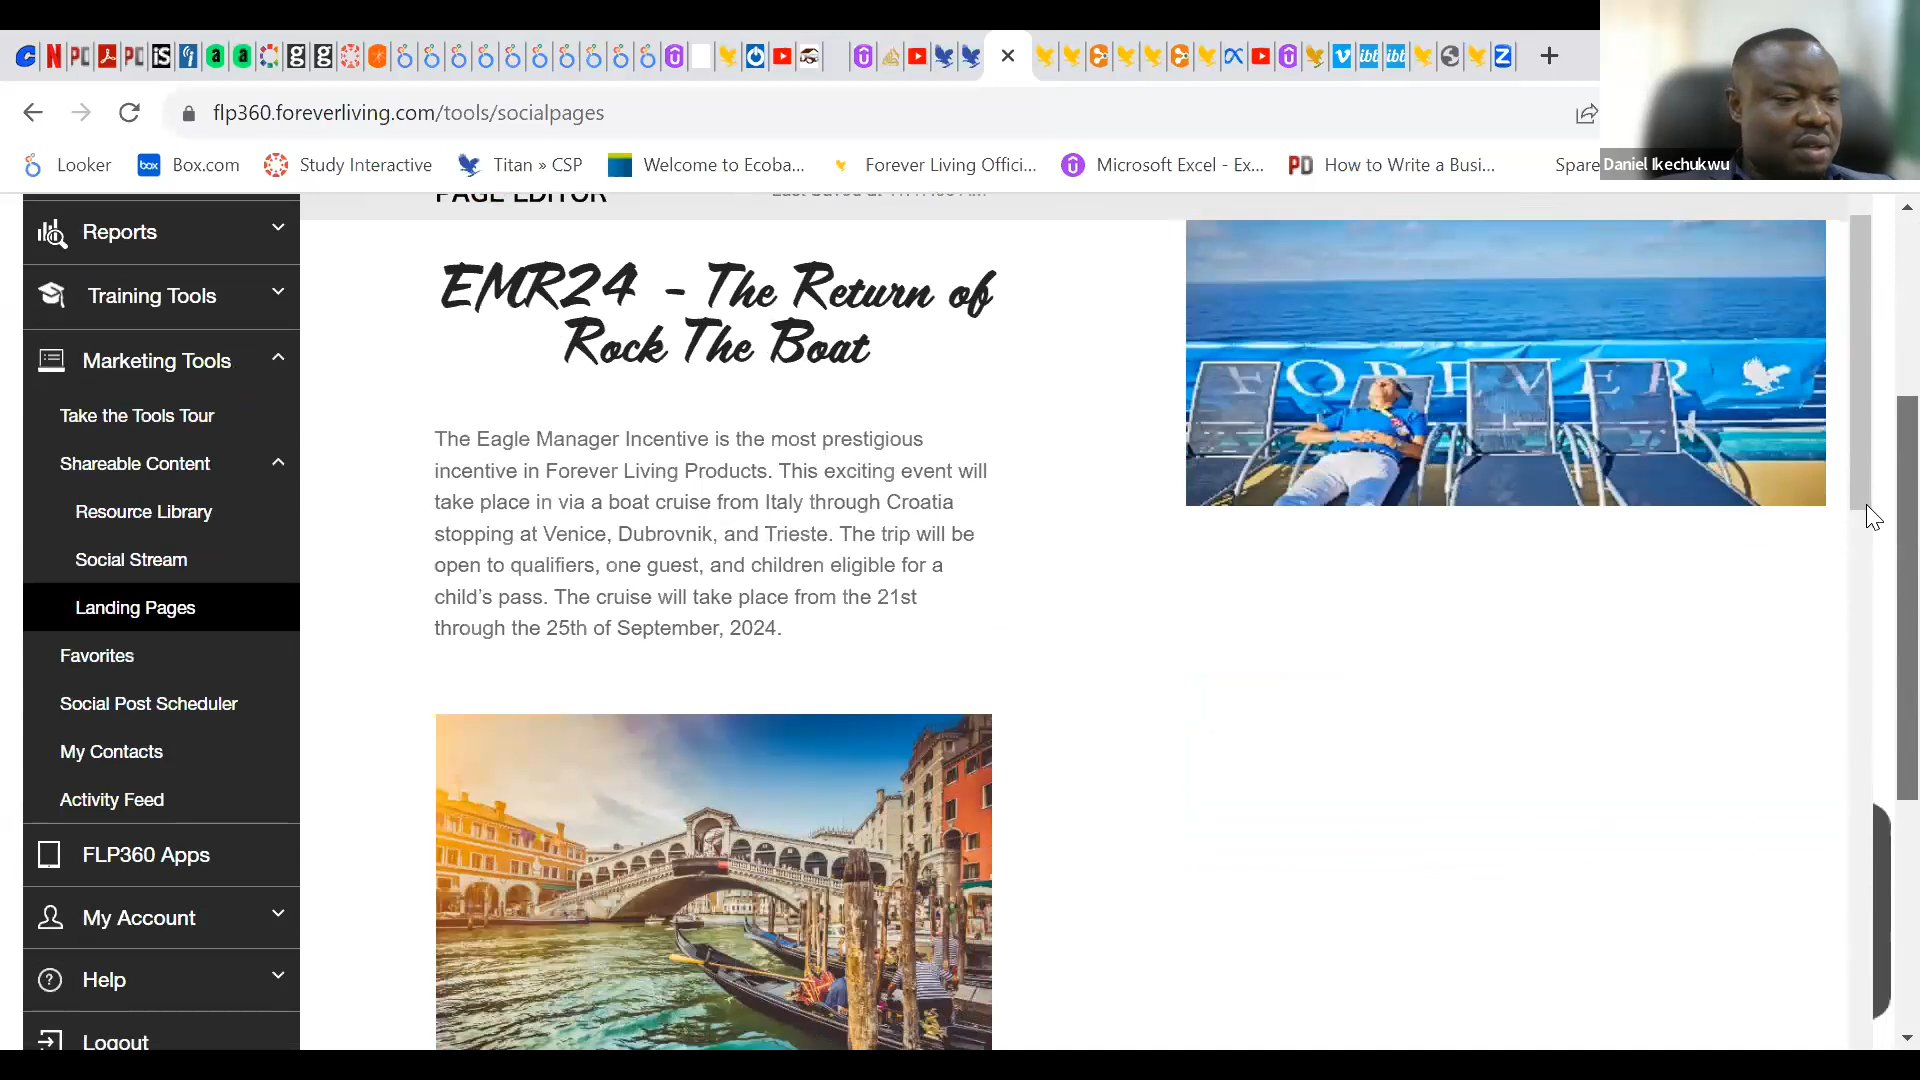 flp360.foreverliving.com/tools/socialpages
Looker
box
Box.com
Study Interactive
Titan » CSP
Welcome to Ecoba...
Forever Living Offici...
Microsoft Excel - Ex...
PD
How to Write a Busi...
Spare
Daniel Ikechukwu
PAGE EDITOR
Reports
Training Tools
Marketing Tools
Take the Tools Tour
Shareable Content
Resource Library
Social Stream
Landing Pages
Favorites
Social Post Scheduler
My Contacts
Activity Feed
FLP360 Apps
My Account
Help
Logout
EMR24 - The Return of
Rock The Boat
The Eagle Manager Incentive is the most prestigious
incentive in Forever Living Products. This exciting event will
take place in via a boat cruise from Italy through Croatia
stopping at Venice, Dubrovnik, and Trieste. The trip will be
open to qualifiers, one guest, and children eligible for a
child’s pass. The cruise will take place from the 21st
through the 25th of September, 2024.
FOREVER